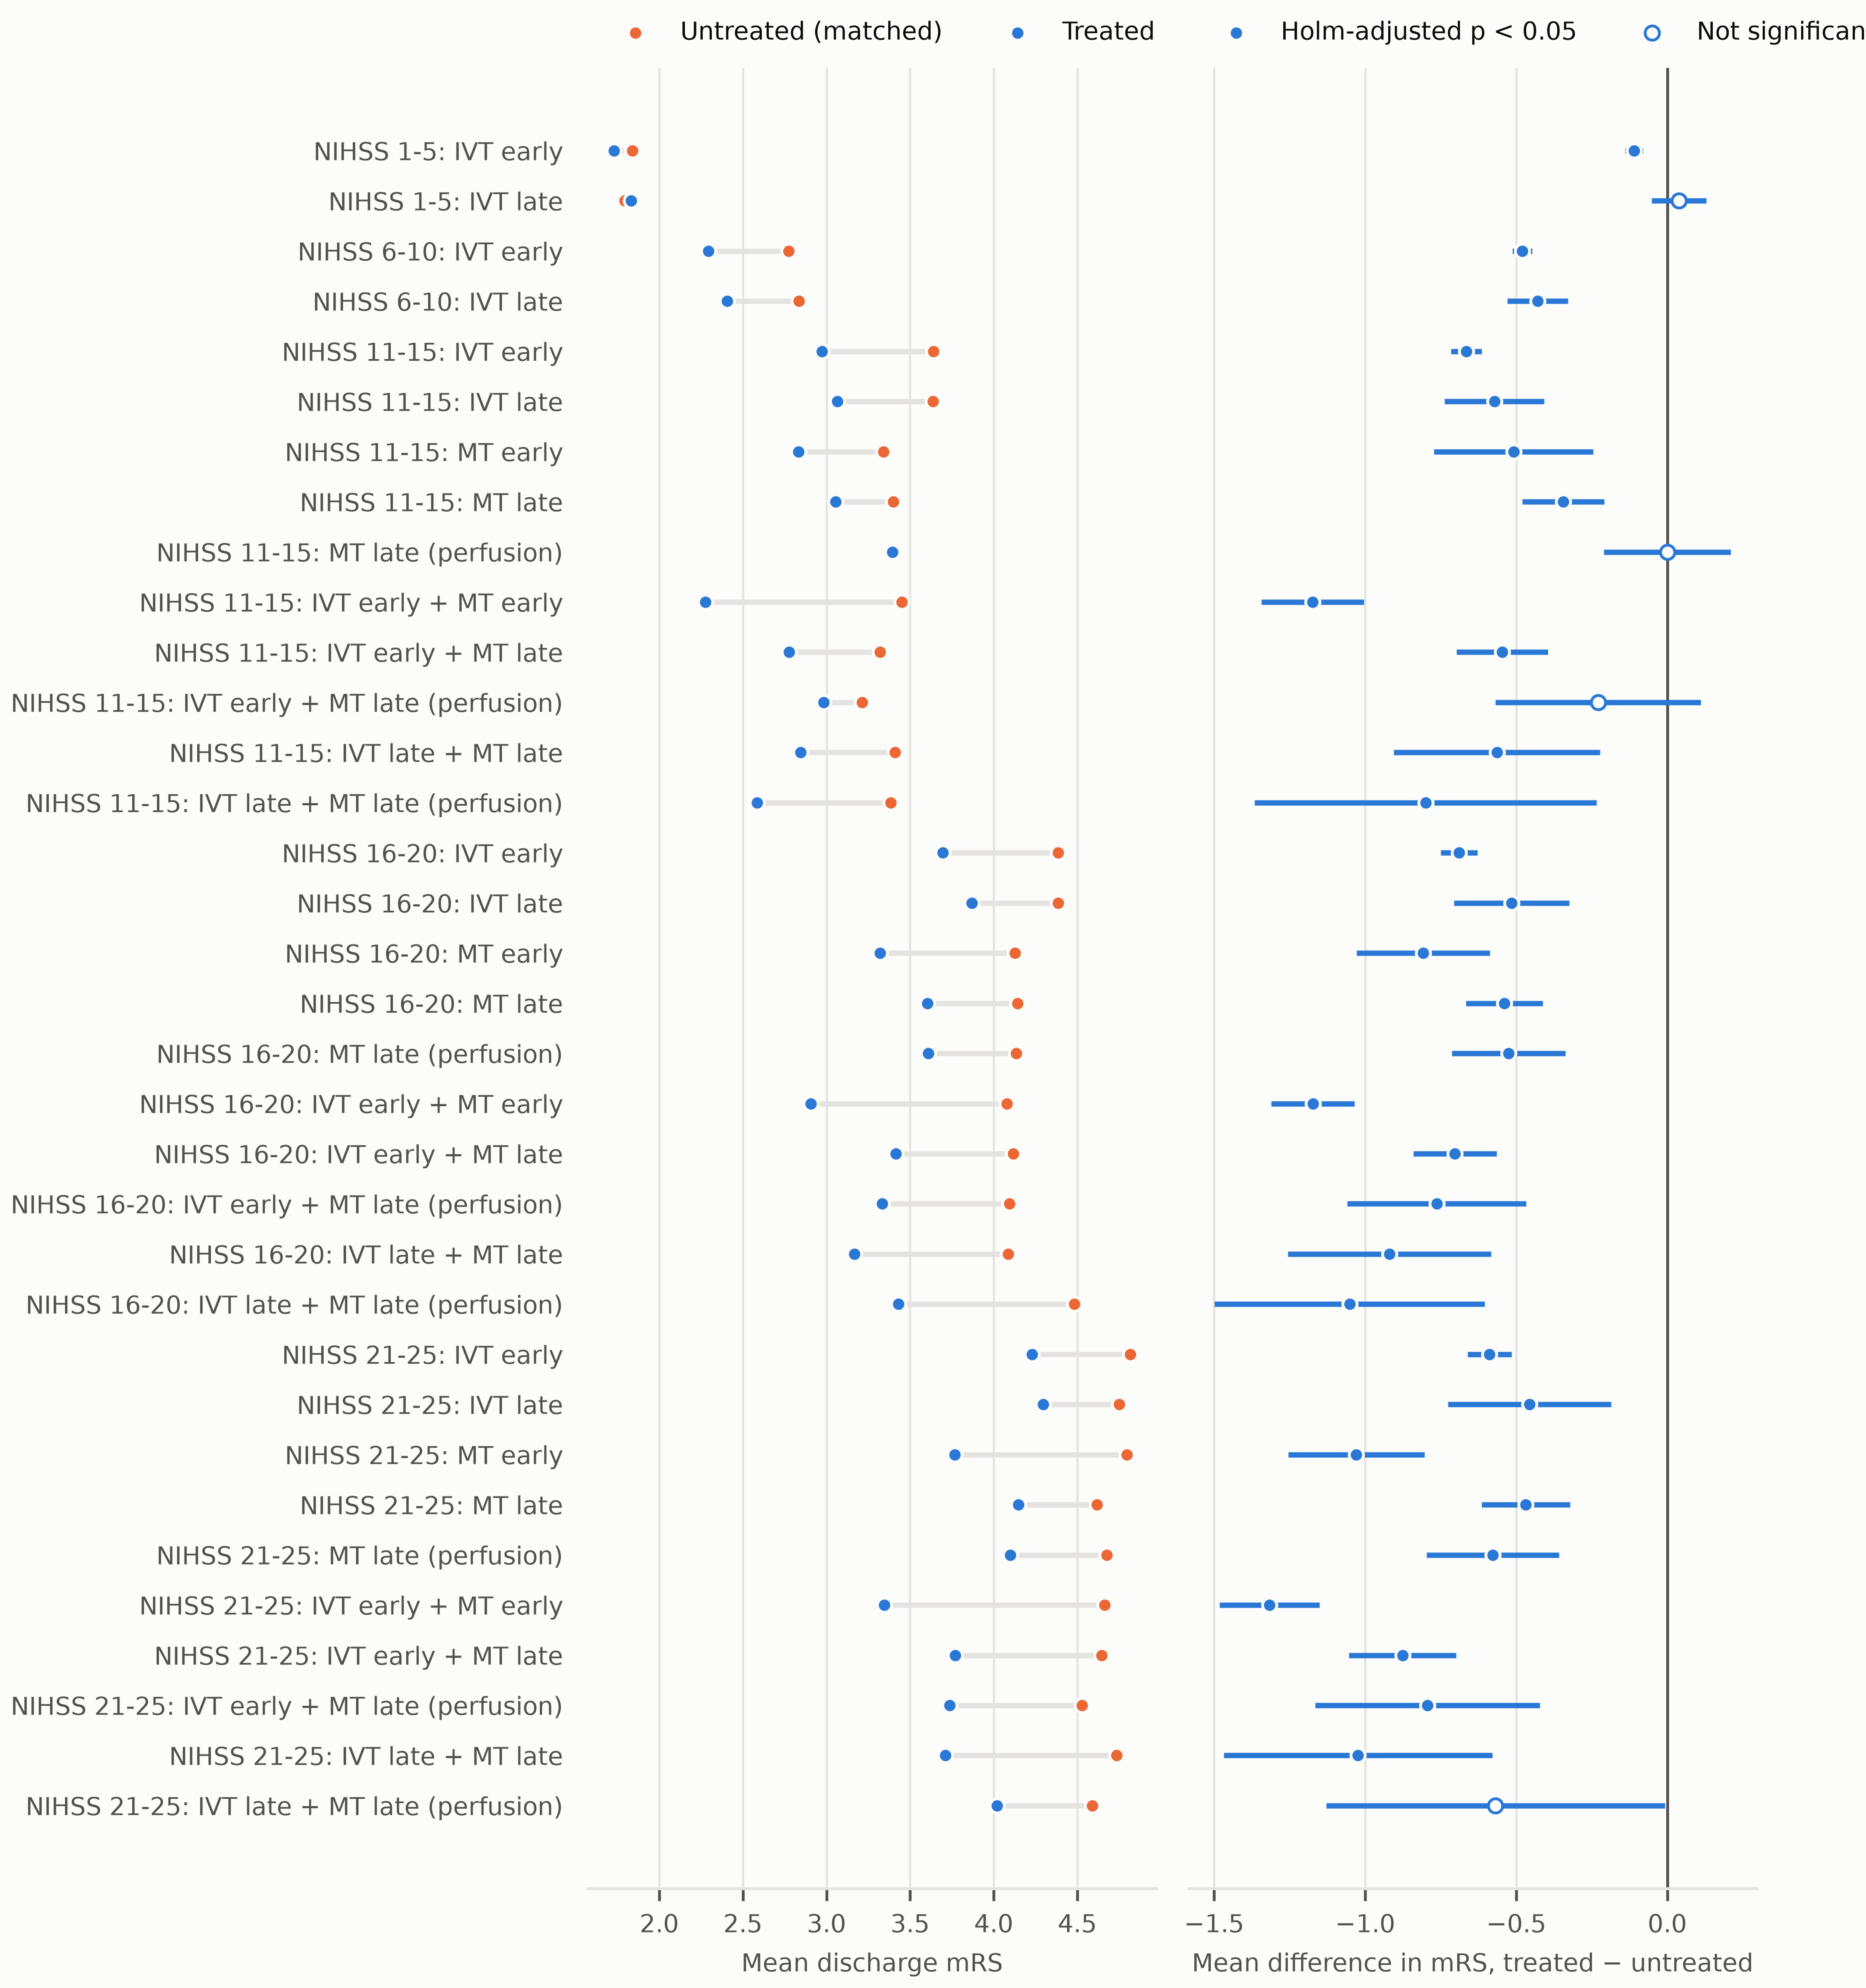 Untreated (matched) Treated Holm-adjusted p < 0.05 Not significan
NIHSS 1-5: IVT early
NIHSS 1-5: IVT late
NIHSS 6-10: IVT early
NIHSS 6-10: IVT late
NIHSS 11-15: IVT early
NIHSS 11-15: IVT late
NIHSS 11-15: MT early
NIHSS 11-15: MT late
NIHSS 11-15: MT late (perfusion)
NIHSS 11-15: IVT early + MT early
NIHSS 11-15: IVT early + MT late
NIHSS 11-15: IVT early + MT late (perfusion)
NIHSS 11-15: IVT late + MT late
NIHSS 11-15: IVT late + MT late (perfusion)
NIHSS 16-20: IVT early
NIHSS 16-20: IVT late
NIHSS 16-20: MT early
NIHSS 16-20: MT late
NIHSS 16-20: MT late (perfusion)
NIHSS 16-20: IVT early + MT early
NIHSS 16-20: IVT early + MT late
NIHSS 16-20: IVT early + MT late (perfusion)
NIHSS 16-20: IVT late + MT late
NIHSS 16-20: IVT late + MT late (perfusion)
NIHSS 21-25: IVT early
NIHSS 21-25: IVT late
NIHSS 21-25: MT early
NIHSS 21-25: MT late
NIHSS 21-25: MT late (perfusion)
NIHSS 21-25: IVT early + MT early
NIHSS 21-25: IVT early + MT late
NIHSS 21-25: IVT early + MT late (perfusion)
NIHSS 21-25: IVT late + MT late
NIHSS 21-25: IVT late + MT late (perfusion)
2.0 2.5 3.0 3.5 4.0 4.5 −1.5 −1.0 −0.5 0.0
Mean discharge mRS Mean difference in mRS, treated − untreated